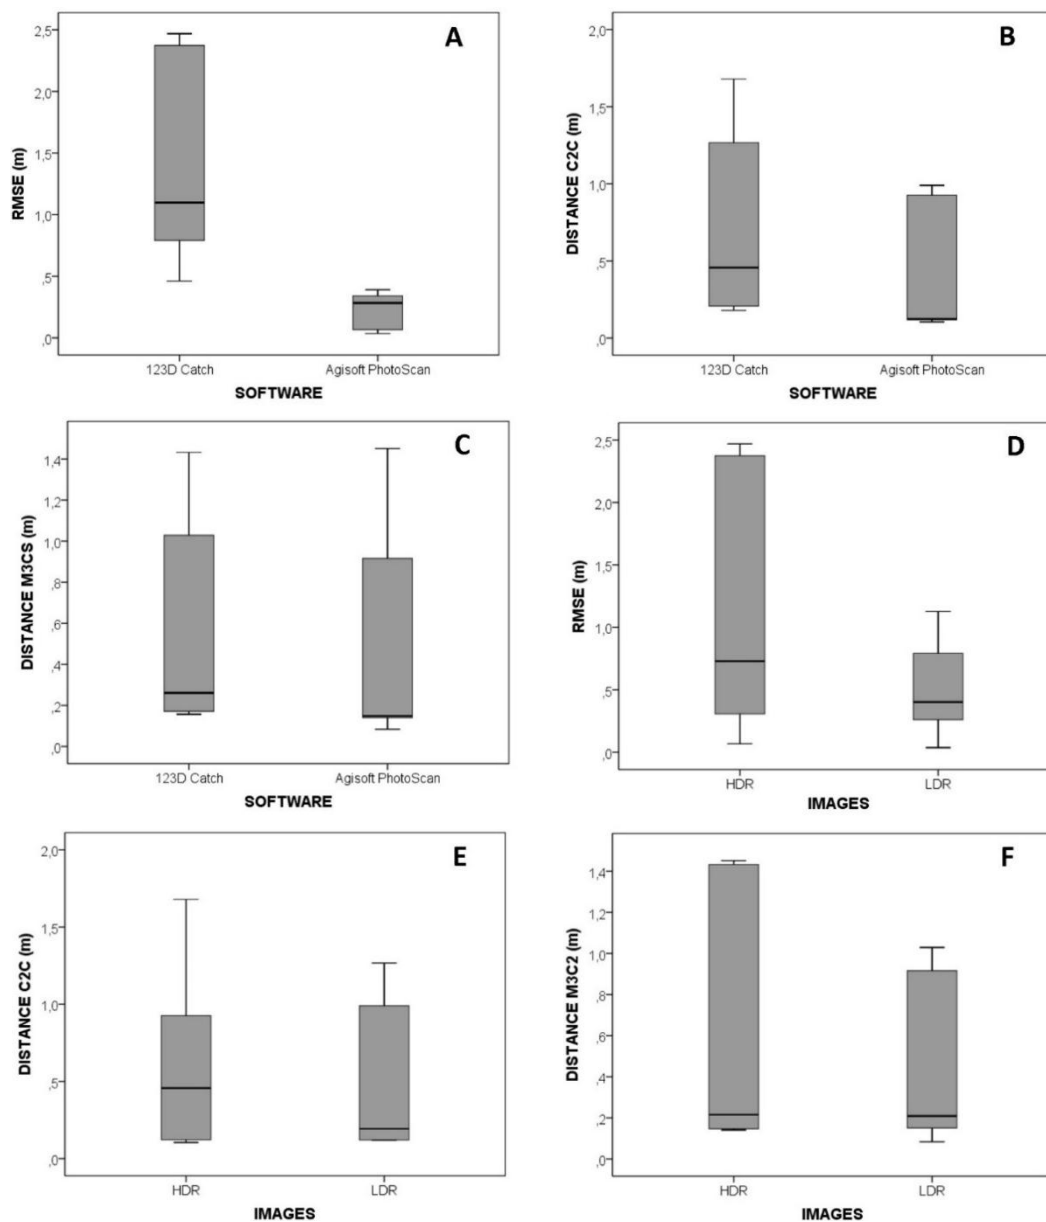 A
RMSE (m)
2,5
2,0
1,5
1,0
,5
,0
123D Catch Agisoft PhotoScan
SOFTWARE
B
DISTANCE C2C (m)
2,0
1,5
1,0
,5
,0
123D Catch Agisoft PhotoScan
SOFTWARE
C
DISTANCE M3CS (m)
1,4
1,2
1,0
,8
,6
,4
,2
,0
123D Catch Agisoft PhotoScan
SOFTWARE
D
RMSE (m)
2,5
2,0
1,5
1,0
,5
,0
HDR LDR
IMAGES
E
DISTANCE C2C (m)
2,0
1,5
1,0
,5
,0
HDR LDR
IMAGES
F
DISTANCE M3C2 (m)
1,4
1,2
1,0
,8
,6
,4
,2
,0
HDR LDR
IMAGES